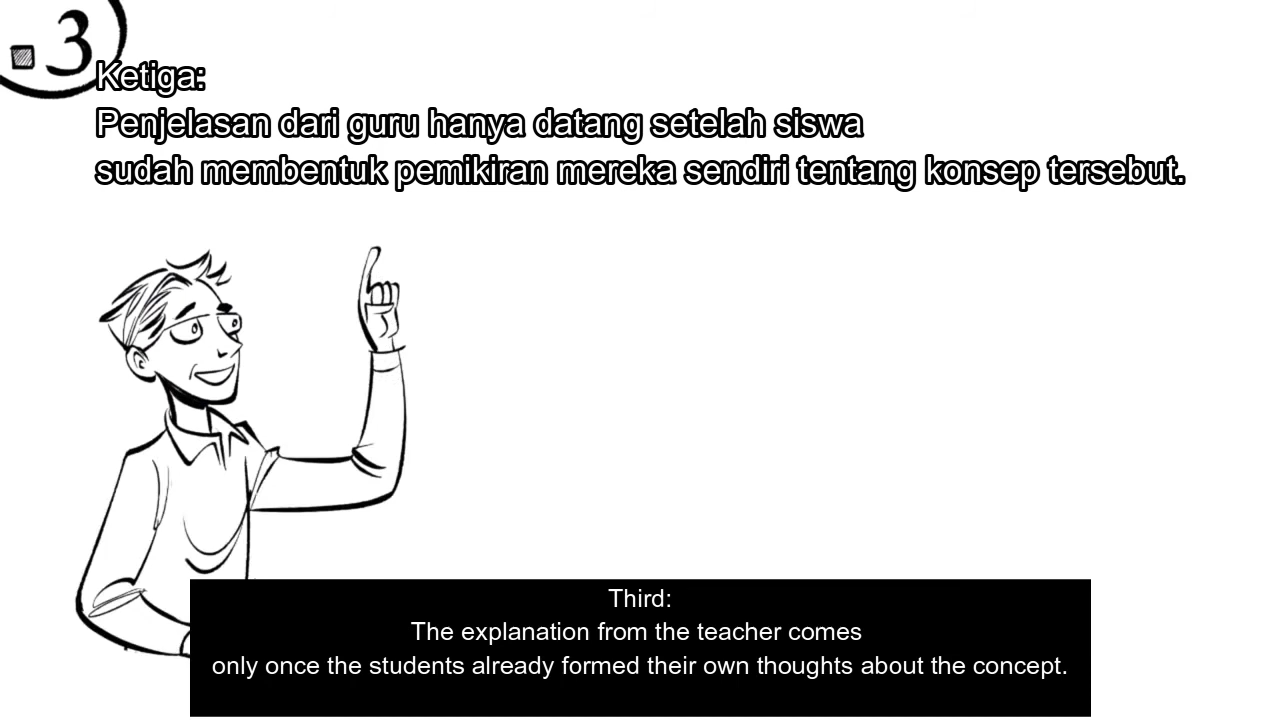 3
Ketiga:
Penjelasan dari guru hanya datang setelah siswa
sudah membentuk pemikiran mereka sendiri tentang konsep tersebut.
Third:
The explanation from the teacher comes
only once the students already formed their own thoughts about the concept.